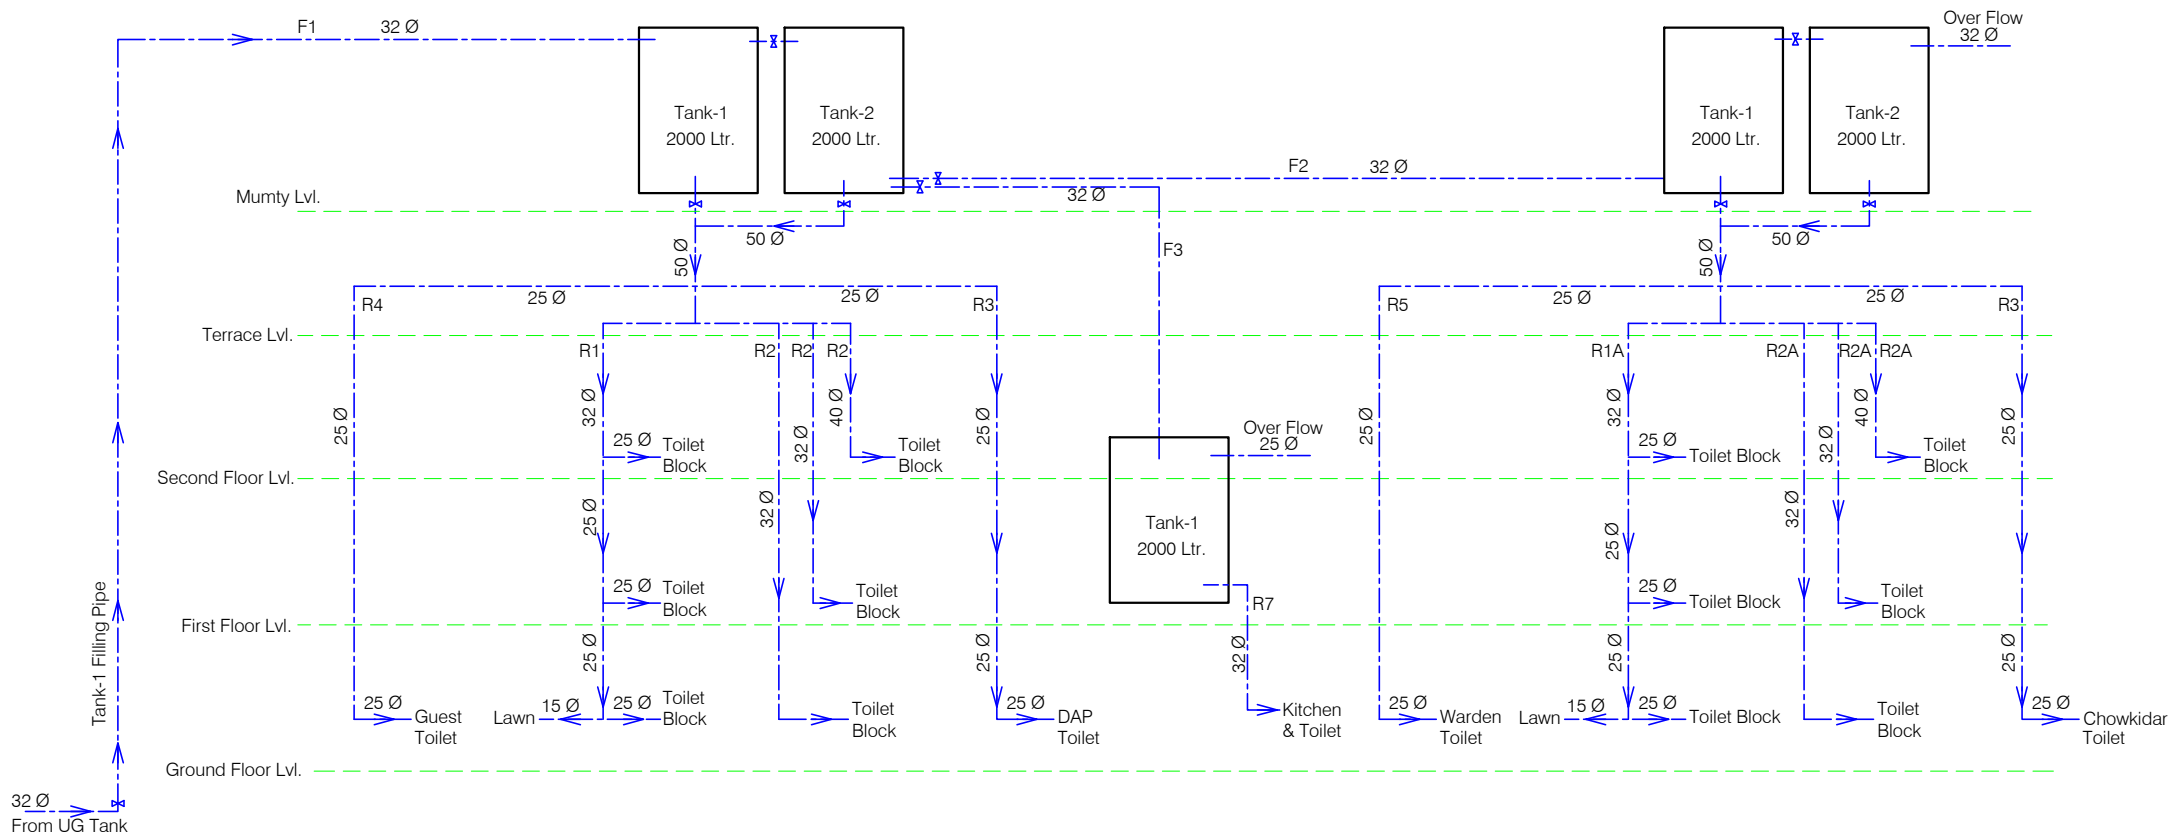 F1
32 Ø
Over Flow
32 Ø
Tank-1
2000 Ltr.
Tank-2
2000 Ltr.
Tank-1
2000 Ltr.
Tank-2
2000 Ltr.
F2
32 Ø
32 Ø
Mumty Lvl.
50 Ø
50 Ø
F3
50 Ø
50 Ø
R4
25 Ø
25 Ø
R3
R5
25 Ø
25 Ø
R3
Terrace Lvl.
R1
R2
R2
R2
R1A
R2A
R2A
R2A
25 Ø
32 Ø
32 Ø
40 Ø
25 Ø
25 Ø
32 Ø
32 Ø
40 Ø
25 Ø
25 Ø
Toilet
Block
Toilet
Block
Over Flow
25 Ø
25 Ø
Toilet Block
Toilet
Block
Second Floor Lvl.
25 Ø
32 Ø
Tank-1
2000 Ltr.
25 Ø
32 Ø
25 Ø
Toilet
Block
Toilet
Block
25 Ø
Toilet Block
Toilet
Block
R7
First Floor Lvl.
25 Ø
25 Ø
32 Ø
25 Ø
25 Ø
Tank-1 Filling Pipe
25 Ø
Guest
Toilet
Lawn
15 Ø
25 Ø
Toilet
Block
Toilet
Block
25 Ø
DAP
Toilet
Kitchen
& Toilet
25 Ø
Warden
Toilet
Lawn
15 Ø
25 Ø
Toilet Block
Toilet
Block
25 Ø
Chowkidar
Toilet
Ground Floor Lvl.
32 Ø
From UG Tank